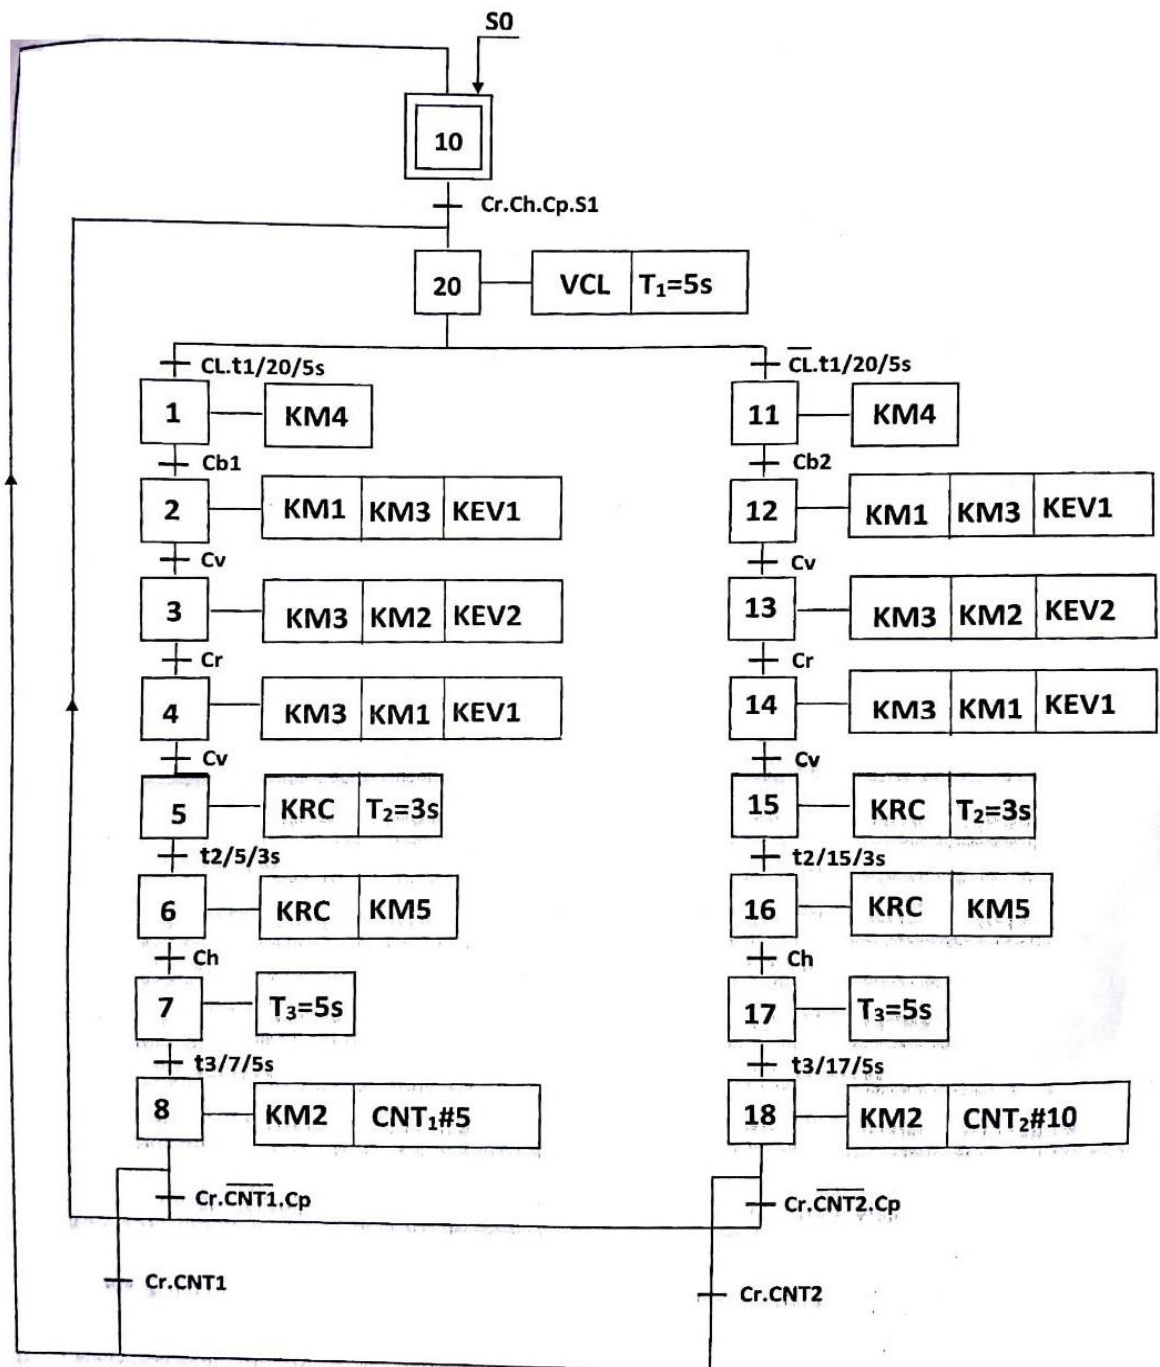 S0
10
Cr.Ch.Cp.S1
20 VCL T₁=5s
CL.t1/20/5s
1 KM4
Cb1
2 KM1 KM3 KEV1
Cv
3 KM3 KM2 KEV2
Cr
4 KM3 KM1 KEV1
Cv
5 KRC T₂=3s
t2/5/3s
6 KRC KM5
Ch
7 T₃=5s
t3/7/5s
8 KM2 CNT₁#5
Cr.C̅N̅T̅1̅.Cp
Cr.CNT1
C̅L̅.t1/20/5s
11 KM4
Cb2
12 KM1 KM3 KEV1
Cv
13 KM3 KM2 KEV2
Cr
14 KM3 KM1 KEV1
Cv
15 KRC T₂=3s
t2/15/3s
16 KRC KM5
Ch
17 T₃=5s
t3/17/5s
18 KM2 CNT₂#10
Cr.C̅N̅T̅2̅.Cp
Cr.CNT2